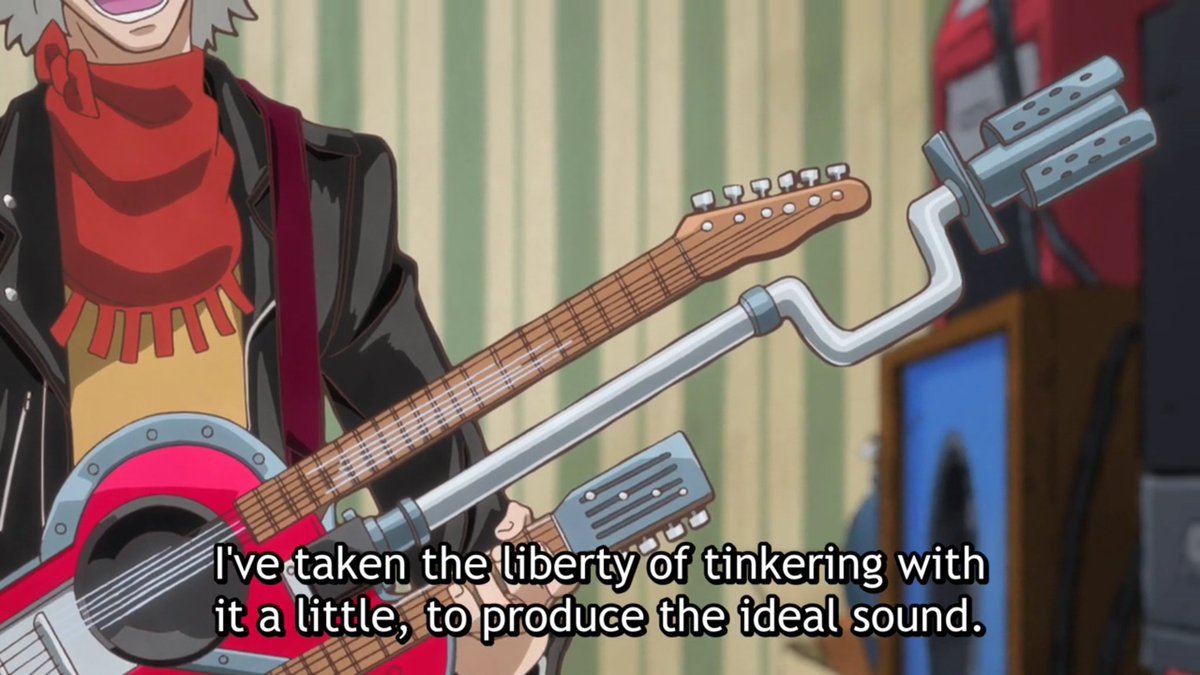 I've taken the liberty of tinkering with
it a little, to produce the ideal sound.